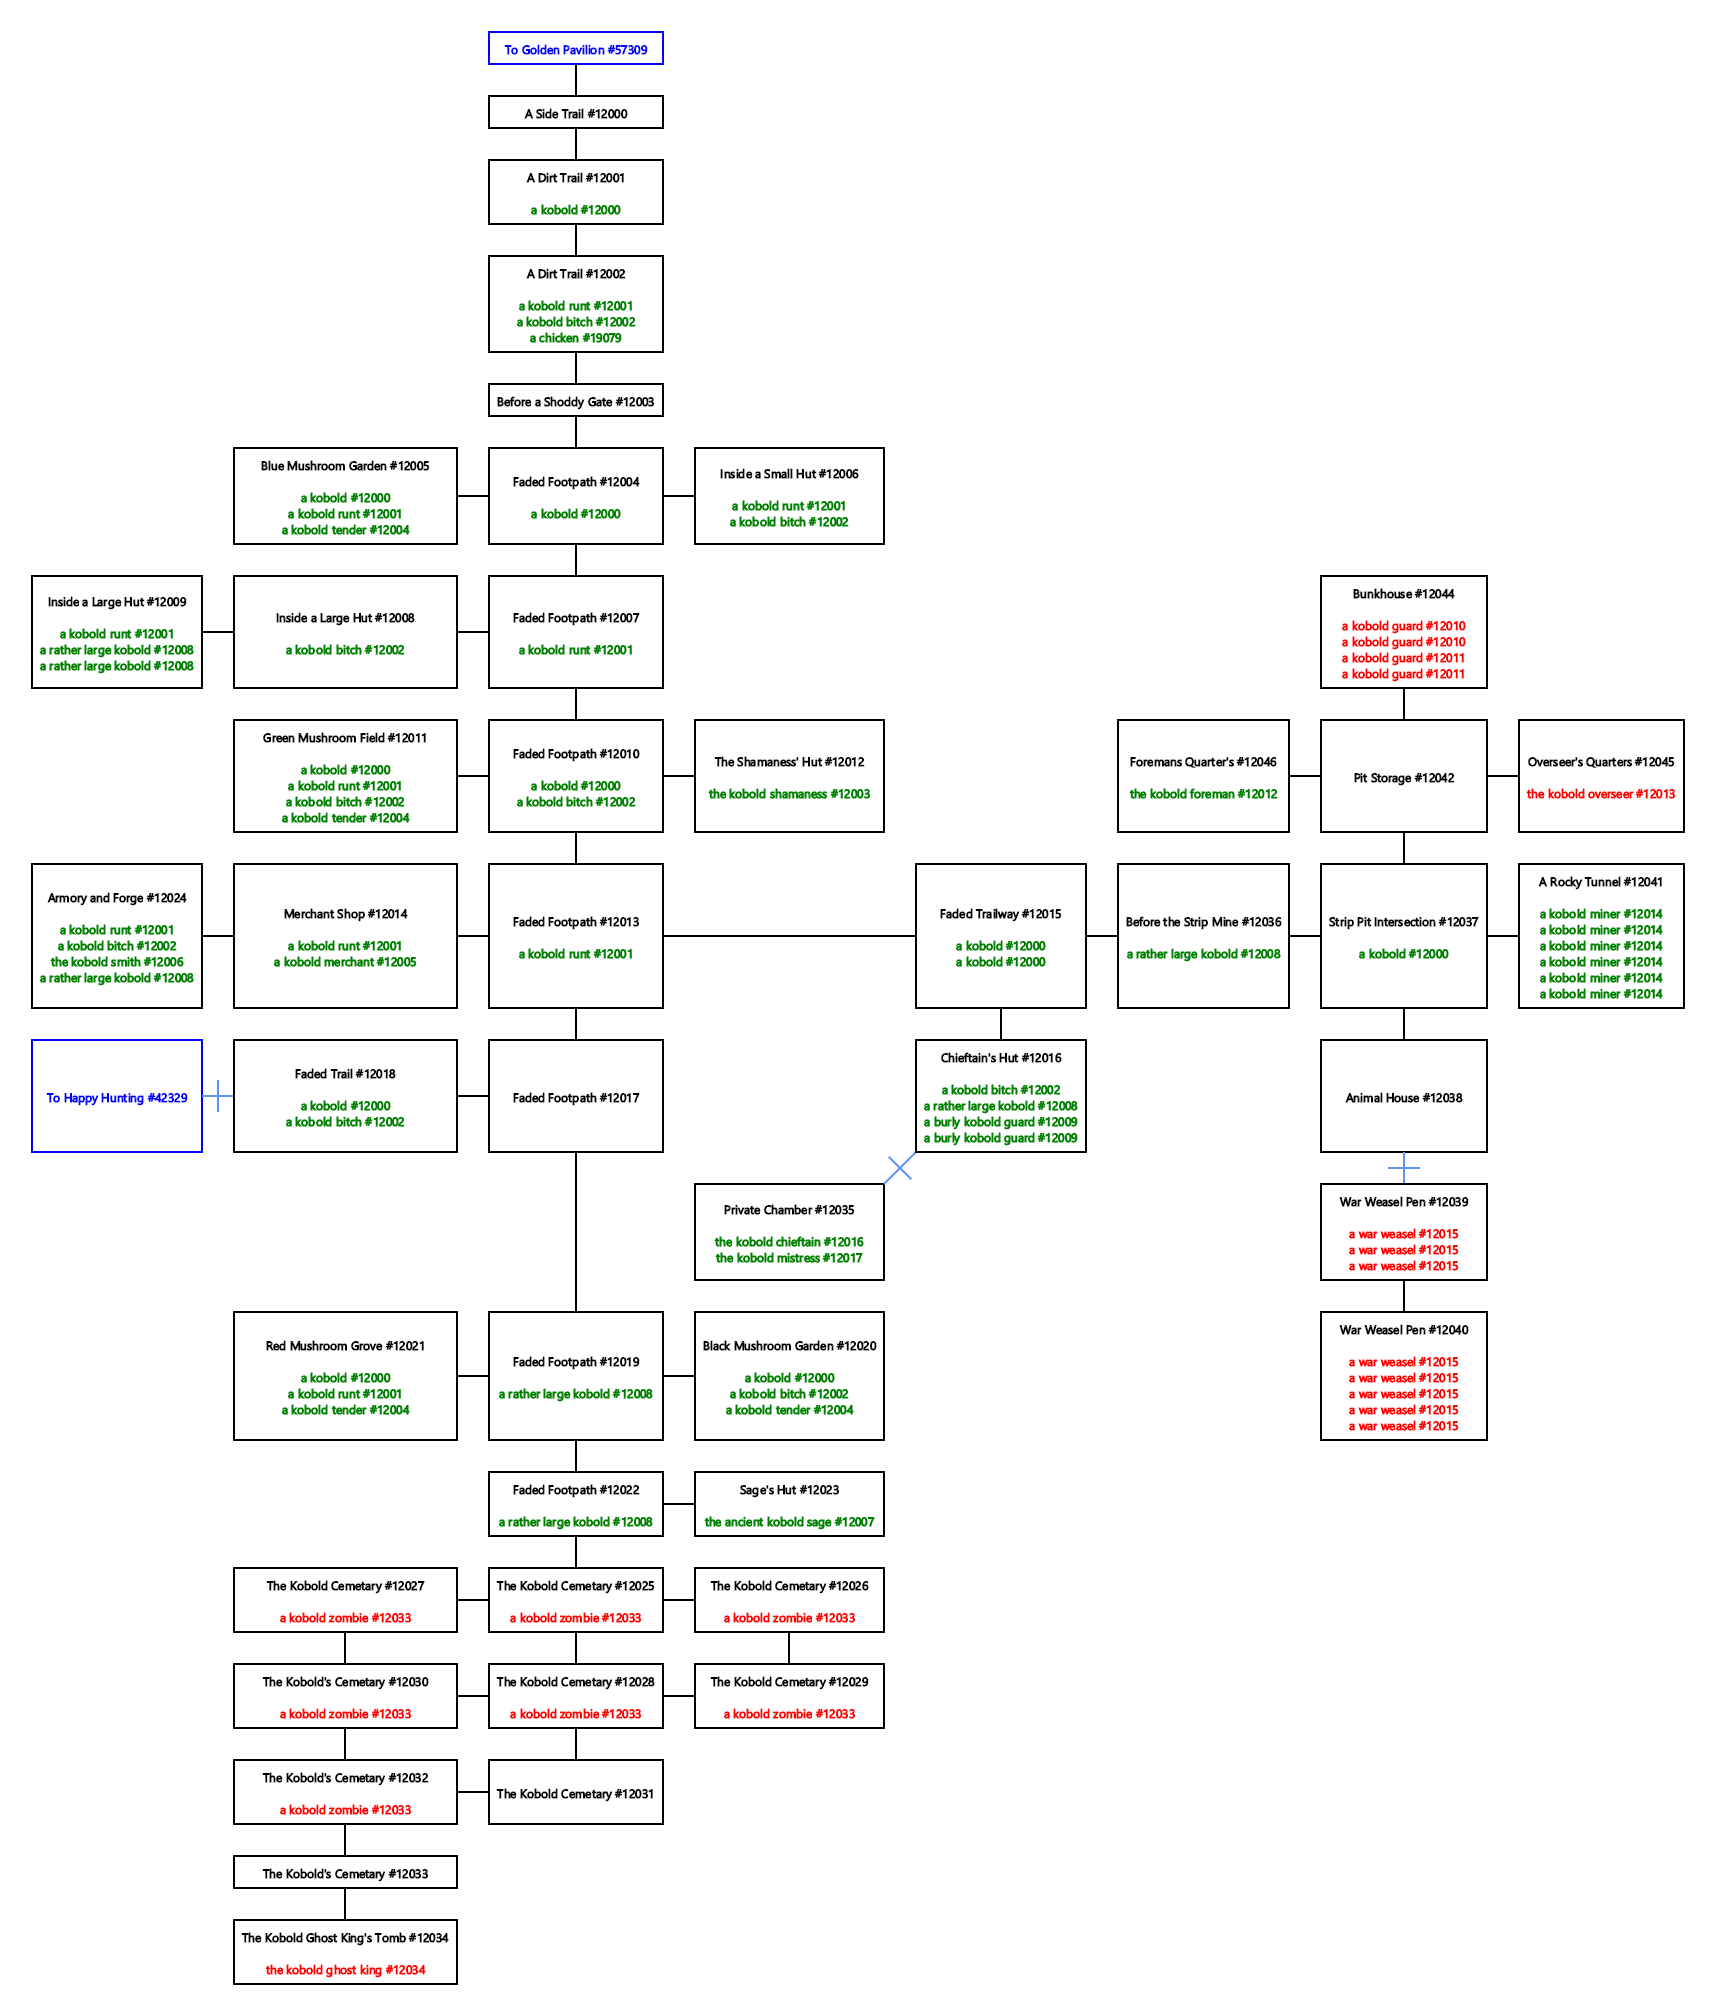 To Golden Pavilion #57309
A Side Trail #12000
A Dirt Trail #12001
a kobold #12000
A Dirt Trail #12002
a kobold runt #12001
a kobold bitch #12002
a chicken #19079
Before a Shoddy Gate #12003
Blue Mushroom Garden #12005
a kobold #12000
a kobold runt #12001
a kobold tender #12004
Faded Footpath #12004
a kobold #12000
Inside a Small Hut #12006
a kobold runt #12001
a kobold bitch #12002
Inside a Large Hut #12009
a kobold runt #12001
a rather large kobold #12008
a rather large kobold #12008
Inside a Large Hut #12008
a kobold bitch #12002
Faded Footpath #12007
a kobold runt #12001
Bunkhouse #12044
a kobold guard #12010
a kobold guard #12010
a kobold guard #12011
a kobold guard #12011
Green Mushroom Field #12011
a kobold #12000
a kobold runt #12001
a kobold bitch #12002
a kobold tender #12004
Faded Footpath #12010
a kobold #12000
a kobold bitch #12002
The Shamaness' Hut #12012
the kobold shamaness #12003
Foremans Quarter's #12046
the kobold foreman #12012
Pit Storage #12042
Overseer's Quarters #12045
the kobold overseer #12013
Armory and Forge #12024
a kobold runt #12001
a kobold bitch #12002
the kobold smith #12006
a rather large kobold #12008
Merchant Shop #12014
a kobold runt #12001
a kobold merchant #12005
Faded Footpath #12013
a kobold runt #12001
Faded Trailway #12015
a kobold #12000
a kobold #12000
Before the Strip Mine #12036
a rather large kobold #12008
Strip Pit Intersection #12037
a kobold #12000
A Rocky Tunnel #12041
a kobold miner #12014
a kobold miner #12014
a kobold miner #12014
a kobold miner #12014
a kobold miner #12014
a kobold miner #12014
To Happy Hunting #42329
Faded Trail #12018
a kobold #12000
a kobold bitch #12002
Faded Footpath #12017
Chieftain's Hut #12016
a kobold bitch #12002
a rather large kobold #12008
a burly kobold guard #12009
a burly kobold guard #12009
Animal House #12038
Private Chamber #12035
the kobold chieftain #12016
the kobold mistress #12017
War Weasel Pen #12039
a war weasel #12015
a war weasel #12015
a war weasel #12015
Red Mushroom Grove #12021
a kobold #12000
a kobold runt #12001
a kobold tender #12004
Faded Footpath #12019
a rather large kobold #12008
Black Mushroom Garden #12020
a kobold #12000
a kobold bitch #12002
a kobold tender #12004
War Weasel Pen #12040
a war weasel #12015
a war weasel #12015
a war weasel #12015
a war weasel #12015
a war weasel #12015
Faded Footpath #12022
a rather large kobold #12008
Sage's Hut #12023
the ancient kobold sage #12007
The Kobold Cemetary #12027
a kobold zombie #12033
The Kobold Cemetary #12025
a kobold zombie #12033
The Kobold Cemetary #12026
a kobold zombie #12033
The Kobold's Cemetary #12030
a kobold zombie #12033
The Kobold Cemetary #12028
a kobold zombie #12033
The Kobold Cemetary #12029
a kobold zombie #12033
The Kobold's Cemetary #12032
a kobold zombie #12033
The Kobold Cemetary #12031
The Kobold's Cemetary #12033
The Kobold Ghost King's Tomb #12034
the kobold ghost king #12034